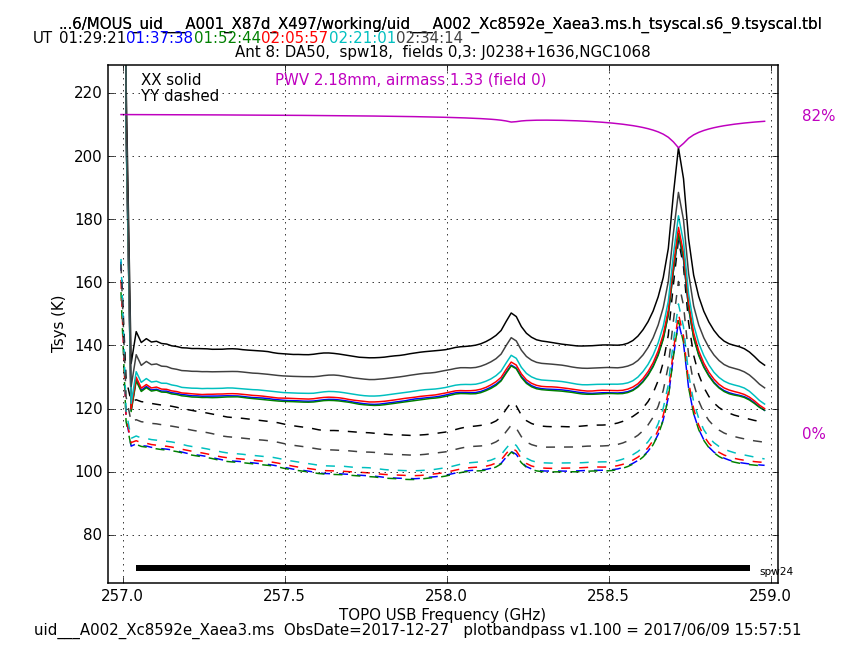 ...6/MOUS_uid___A001_X87d_X497/working/uid___A002_Xc8592e_Xaea3.ms.h_tsyscal.s6_9.tsyscal.tbl
UT 01:29:21 01:37:38 01:52:44 02:05:57 02:21:01 02:34:14
Ant 8: DA50,  spw18,  fields 0,3: J0238+1636,NGC1068
XX solid
PWV 2.18mm, airmass 1.33 (field 0)
YY dashed
220
200
180
160
140
120
100
80
82%
0%
Tsys (K)
spw24
257.0 257.5 258.0 258.5 259.0
TOPO USB Frequency (GHz)
uid___A002_Xc8592e_Xaea3.ms  ObsDate=2017-12-27   plotbandpass v1.100 = 2017/06/09 15:57:51